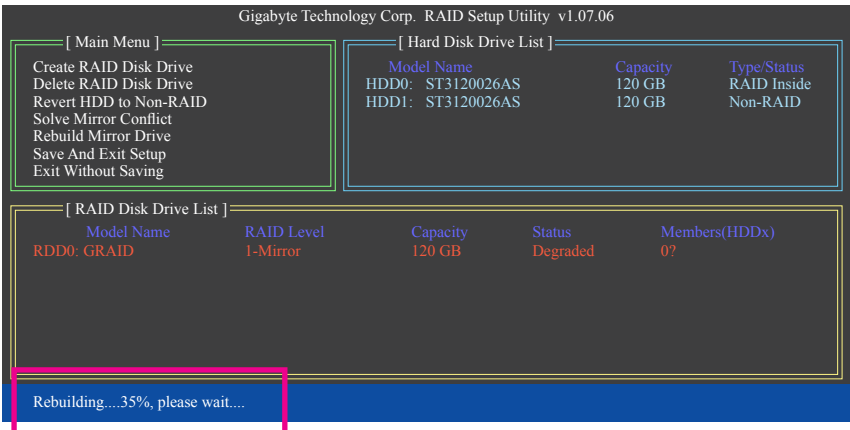 Gigabyte Technology Corp. RAID Setup Utility v1.07.06
[ Main Menu ]
Create RAID Disk Drive
Delete RAID Disk Drive
Revert HDD to Non-RAID
Solve Mirror Conflict
Rebuild Mirror Drive
Save And Exit Setup
Exit Without Saving
[ Hard Disk Drive List ]
Model Name Capacity Type/Status
HDD0: ST3120026AS 120 GB RAID Inside
HDD1: ST3120026AS 120 GB Non-RAID
[ RAID Disk Drive List ]
Model Name RAID Level Capacity Status Members(HDDx)
RDD0: GRAID 1-Mirror 120 GB Degraded 0?
Rebuilding....35%, please wait....